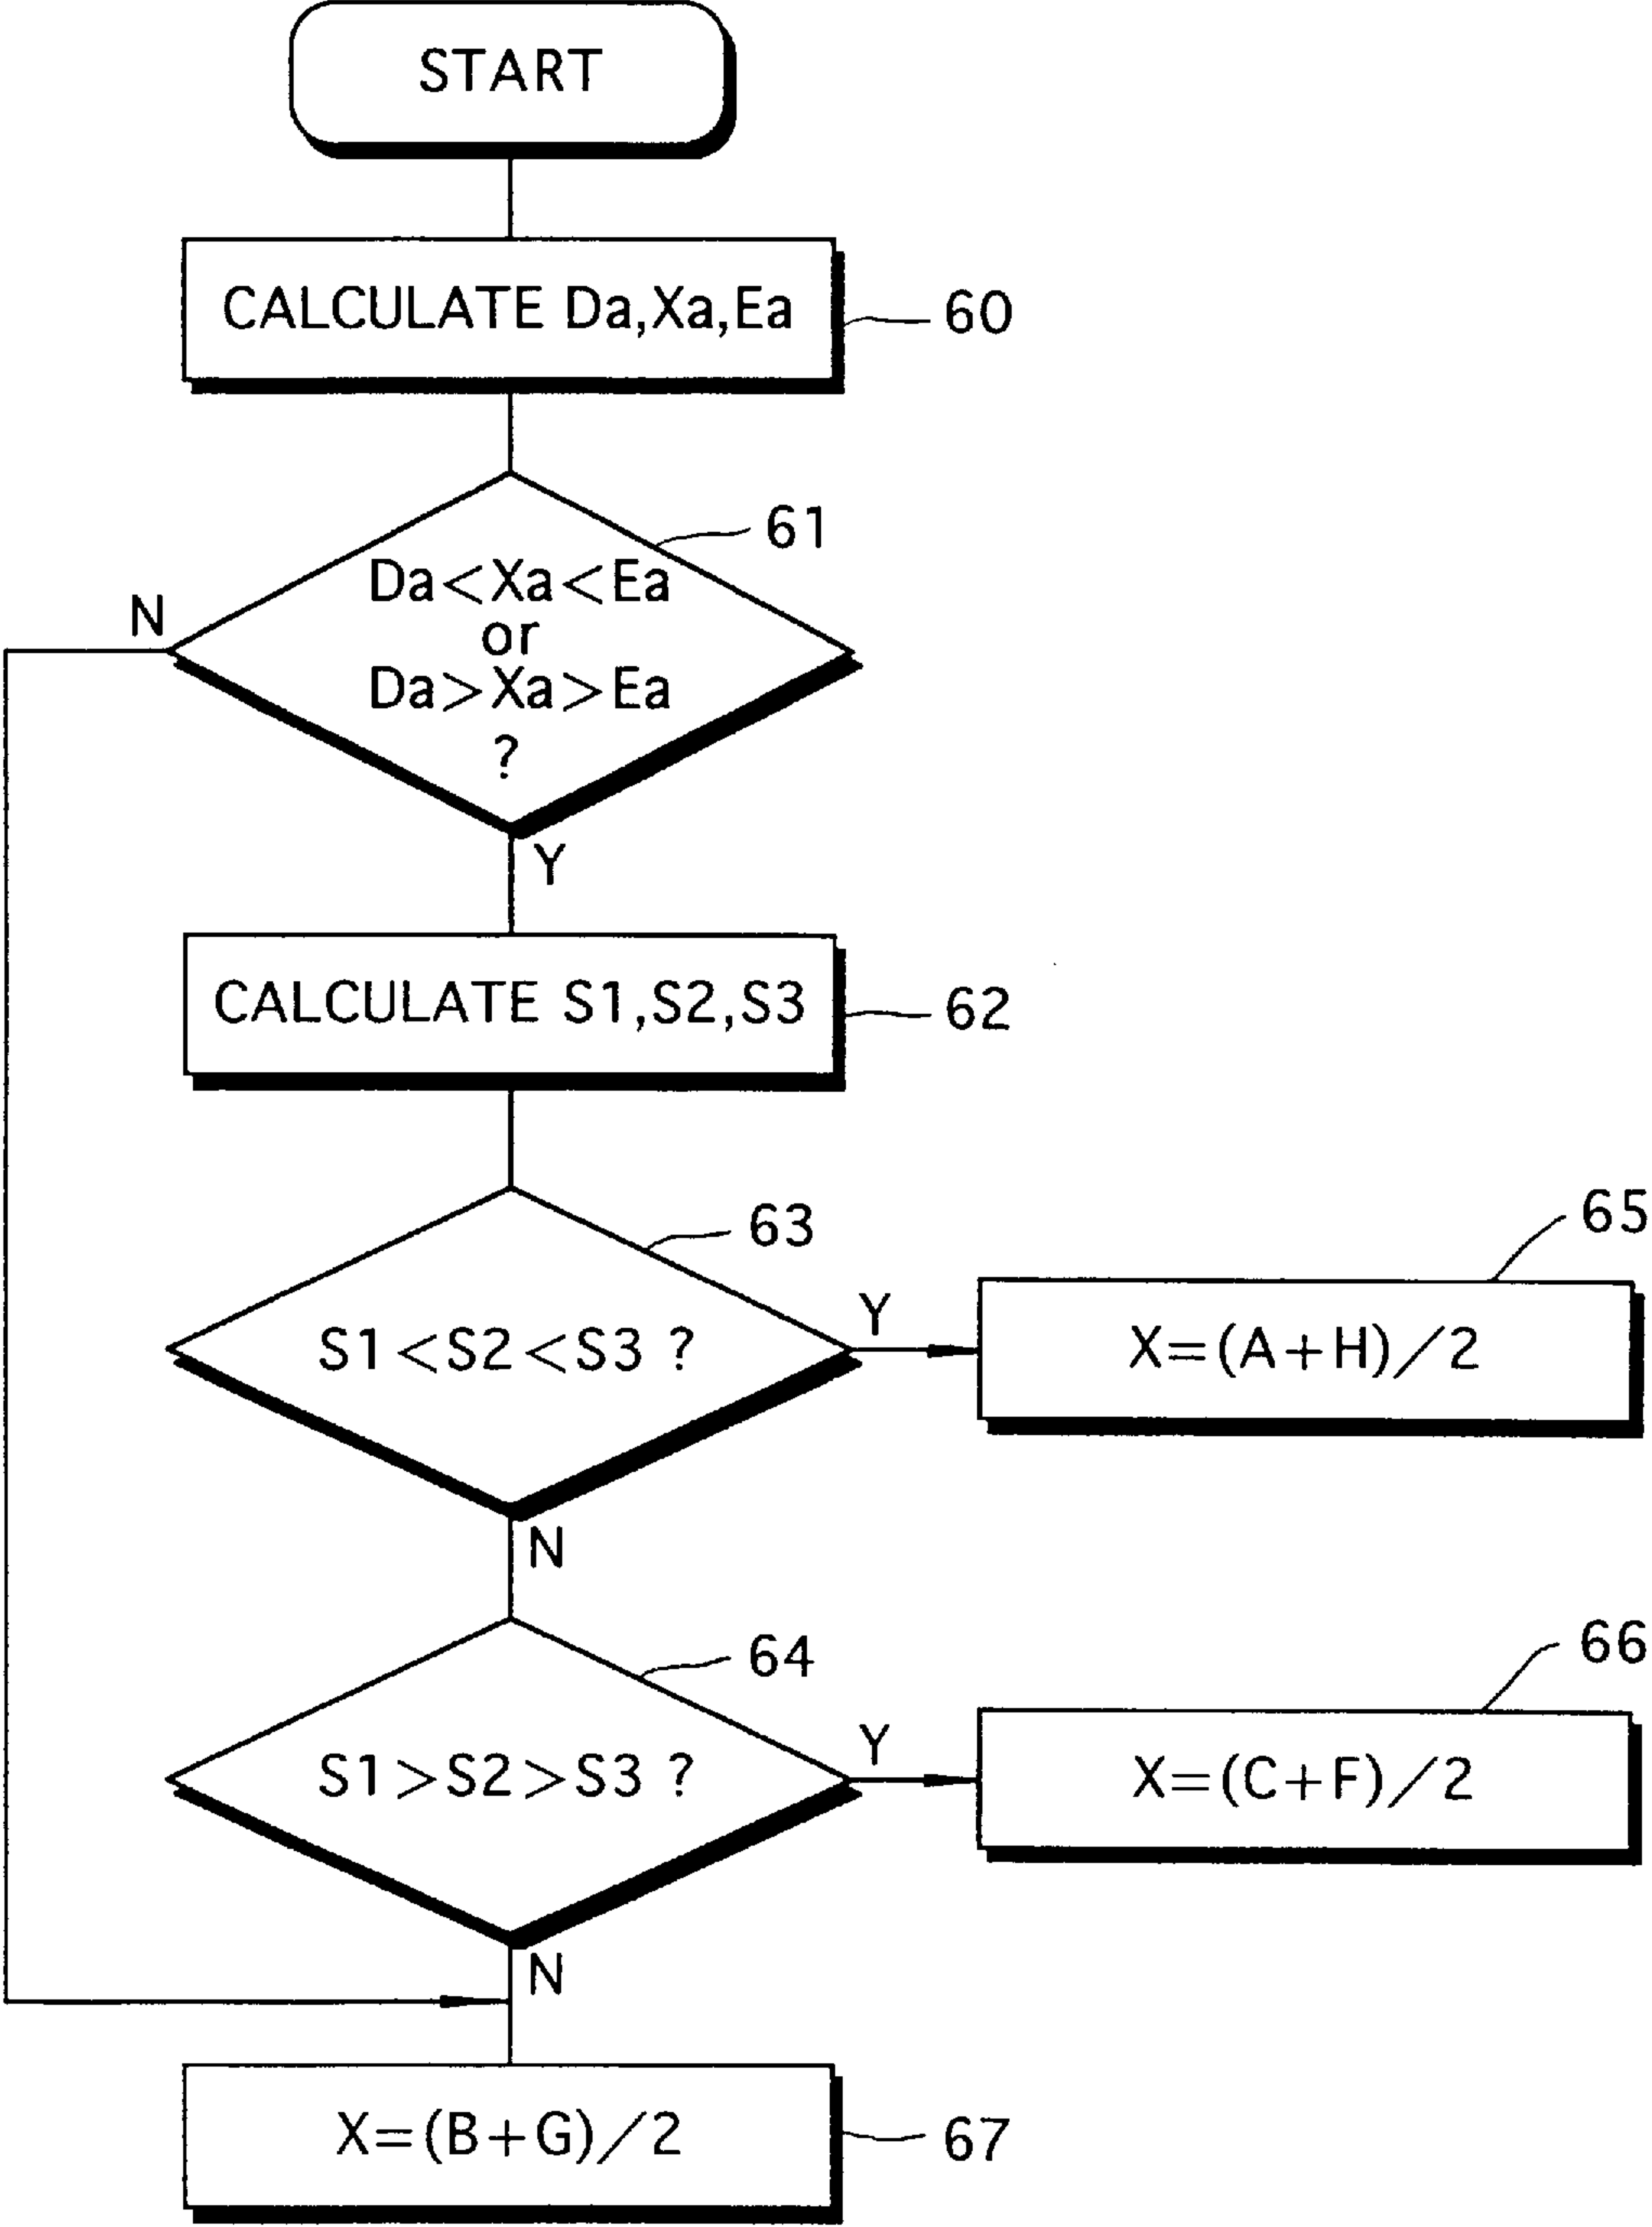 START
CALCULATE Da,Xa,Ea
60
61
Da<Xa<Ea
or
Da>Xa>Ea
?
N
Y
CALCULATE S1,S2,S3
62
63
S1<S2<S3 ?
Y
65
X=(A+H)/2
N
64
S1>S2>S3 ?
Y
66
X=(C+F)/2
N
X=(B+G)/2
67